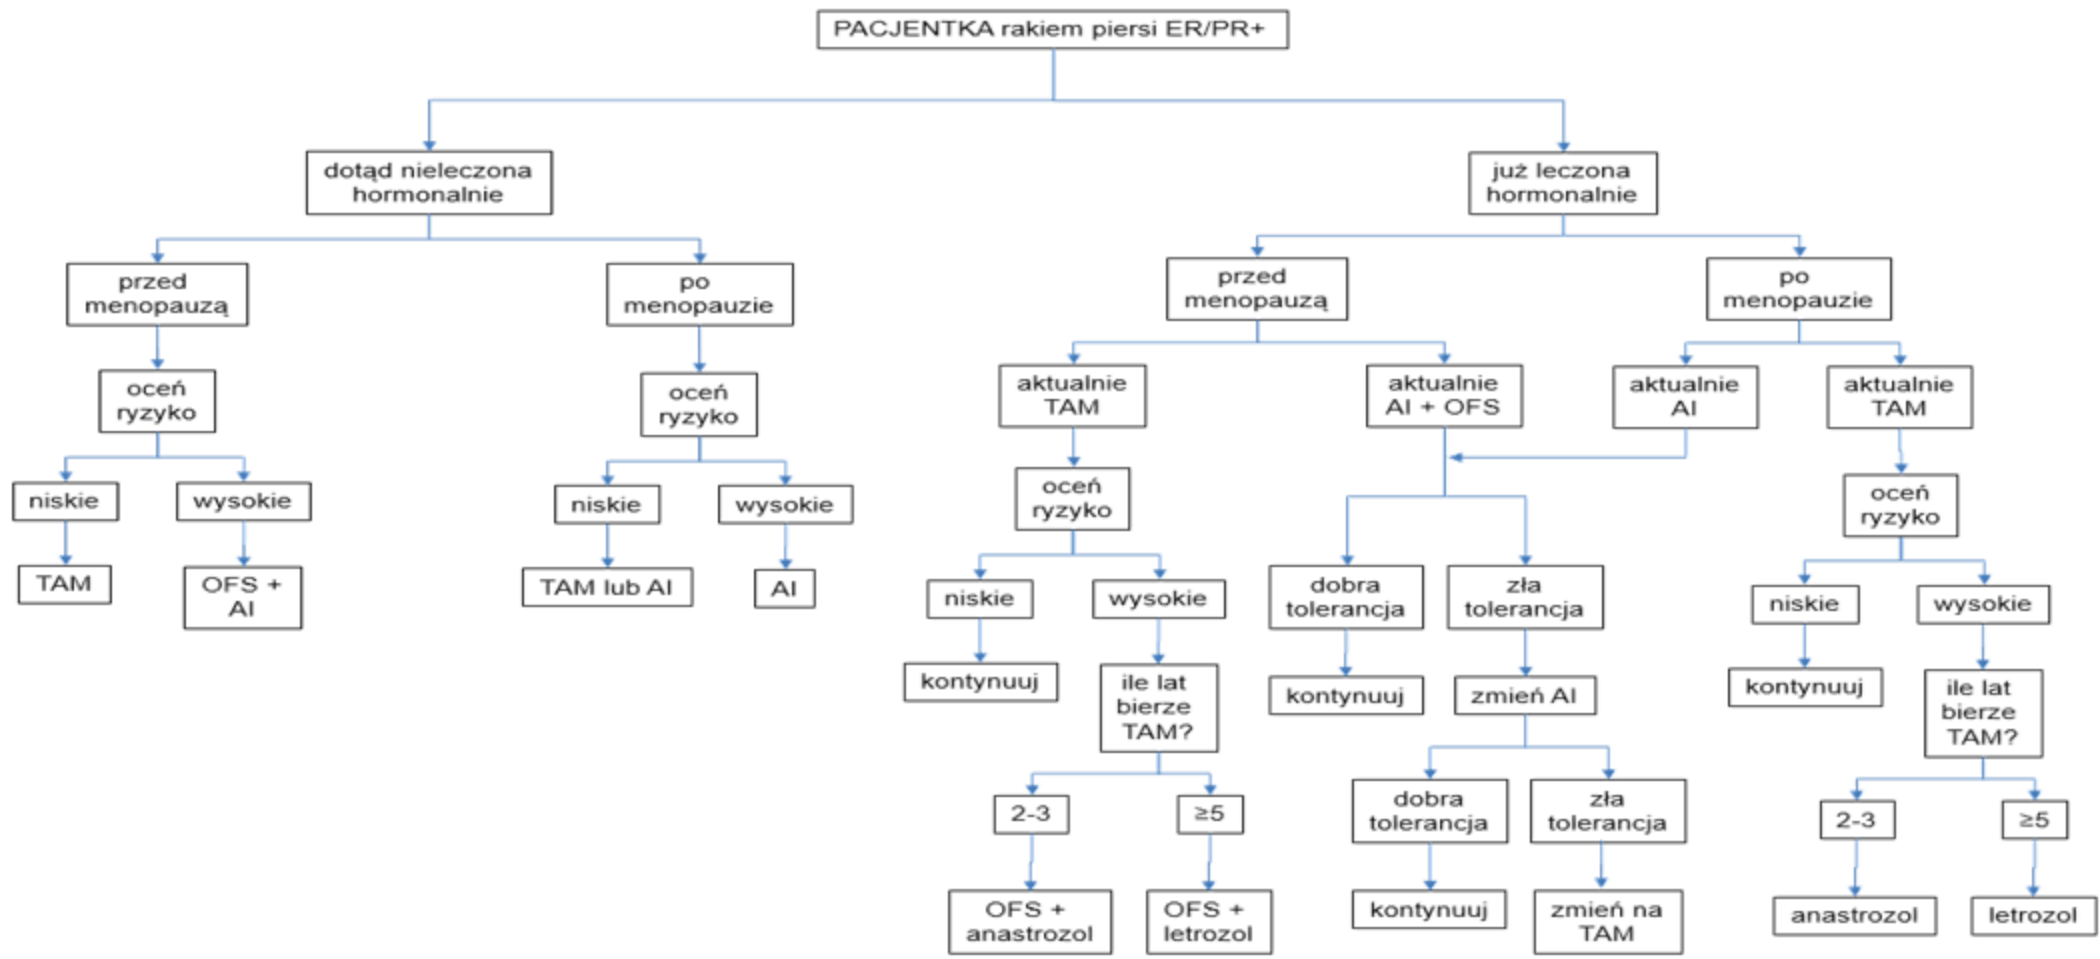 PACJENTKA rakiem piersi ER/PR+
dotąd nieleczona
hormonalnie
już leczona
hormonalnie
przed
menopauzą
po
menopauzie
przed
menopauzą
po
menopauzie
oceń
ryzyko
oceń
ryzyko
aktualnie
TAM
aktualnie
AI + OFS
aktualnie
AI
aktualnie
TAM
niskie
wysokie
niskie
wysokie
oceń
ryzyko
oceń
ryzyko
TAM
OFS +
AI
TAM lub AI
AI
niskie
wysokie
dobra
tolerancja
zła
tolerancja
niskie
wysokie
kontynuuj
ile lat
bierze
TAM?
kontynuuj
zmień AI
kontynuuj
ile lat
bierze
TAM?
2-3
≥5
dobra
tolerancja
zła
tolerancja
2-3
≥5
OFS +
anastrozol
OFS +
letrozol
kontynuuj
zmień na
TAM
anastrozol
letrozol